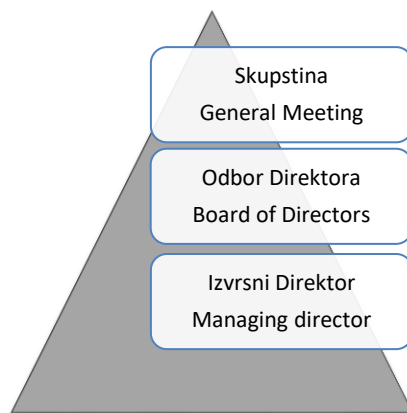 Skupstina
General Meeting
Odbor Direktora
Board of Directors
Izvrsni Direktor
Managing director